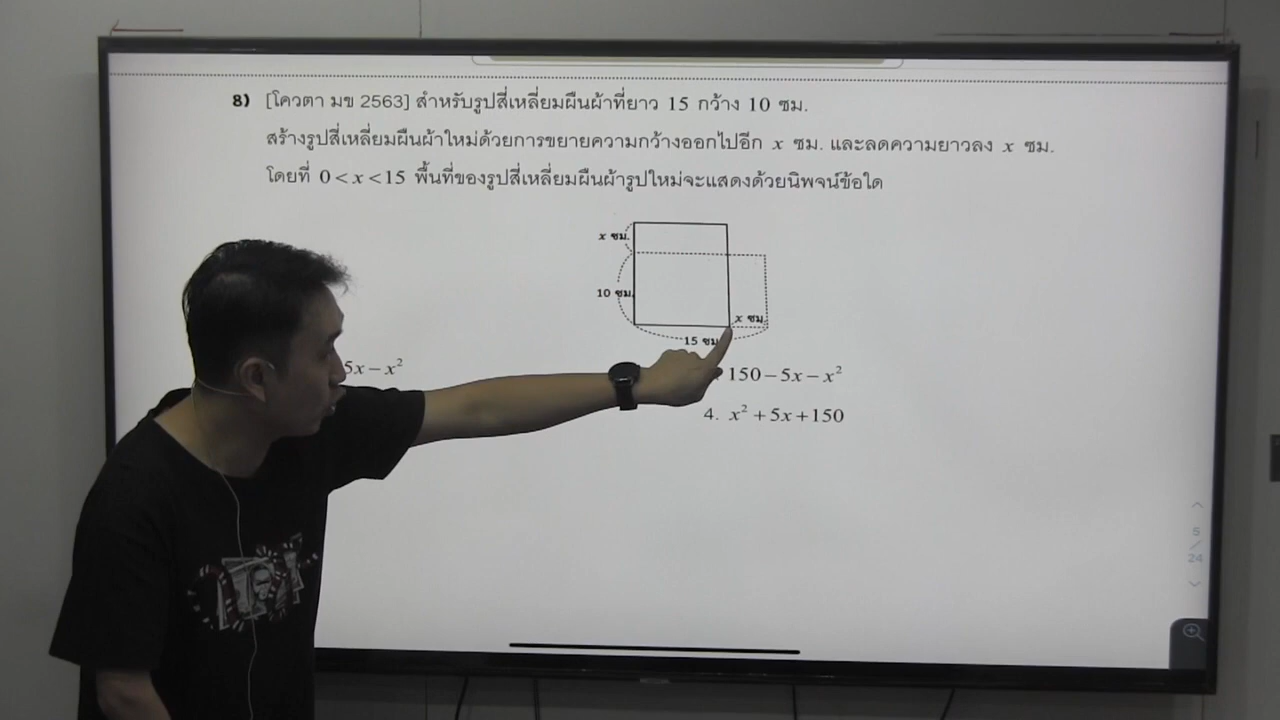 8) [โควตา มข 2563] สำหรับรูปสี่เหลี่ยมผืนผ้าที่ยาว 15 กว้าง 10 ซม.
สร้างรูปสี่เหลี่ยมผืนผ้าใหม่ด้วยการขยายความกว้างออกไปอีก x ซม. และลดความยาวลง x ซม.
โดยที่ 0 < x < 15 พื้นที่ของรูปสี่เหลี่ยมผืนผ้ารูปใหม่จะแสดงด้วยนิพจน์ข้อใด
x ซม.
10 ซม.
x ซม.
15 ซม
5x − x²
150 − 5x − x²
4. x² + 5x + 150
5
24